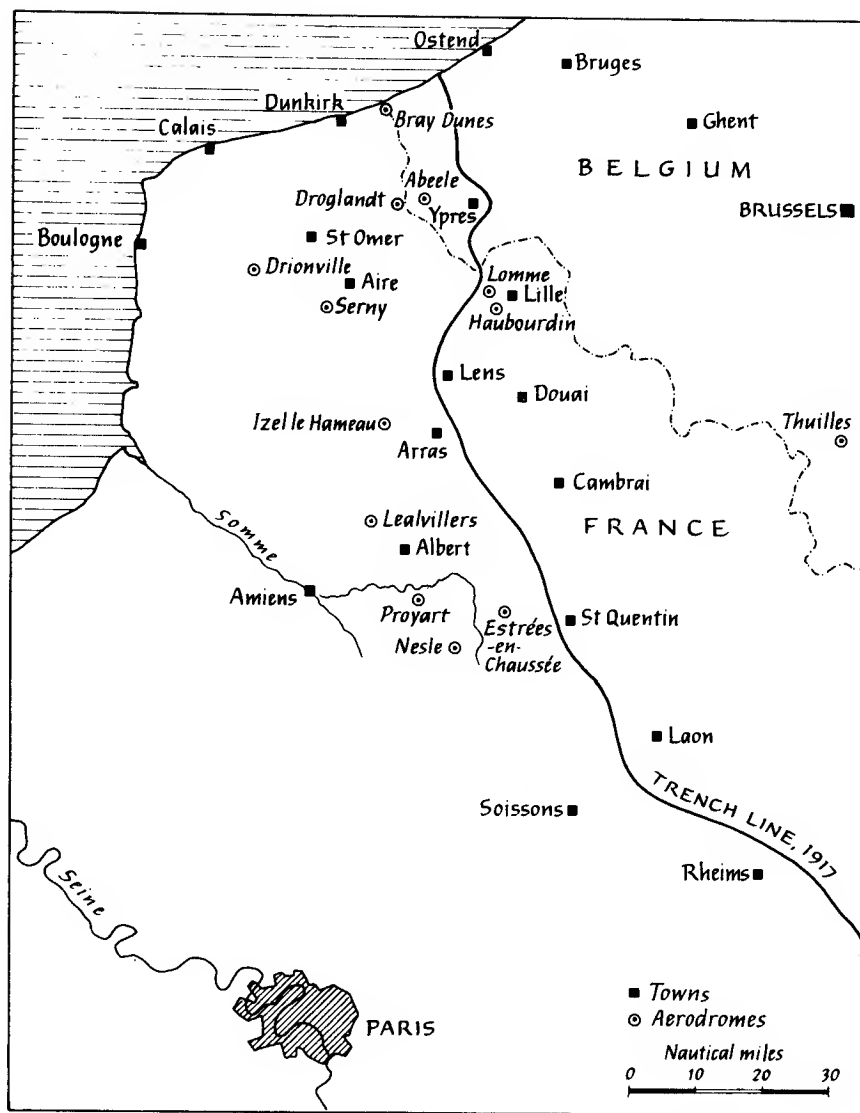 Ostend
Bruges
Dunkirk
Bray Dunes
Ghent
Calais
BELGIUM
Abeele
Droglandt
Ypres
BRUSSELS
Boulogne
St Omer
Drionville
Lomme
Aire
Lille
Serny
Haubourdin
Lens
Douai
Izel le Hameau
Thuilles
Arras
Cambrai
Somme
Lealvillers
FRANCE
Albert
Amiens
Proyart
Estrées
-en-
Chaussée
St Quentin
Nesle
Laon
TRENCH LINE, 1917
Soissons
Rheims
Seine
PARIS
Towns
Aerodromes
Nautical miles
0 10 20 30